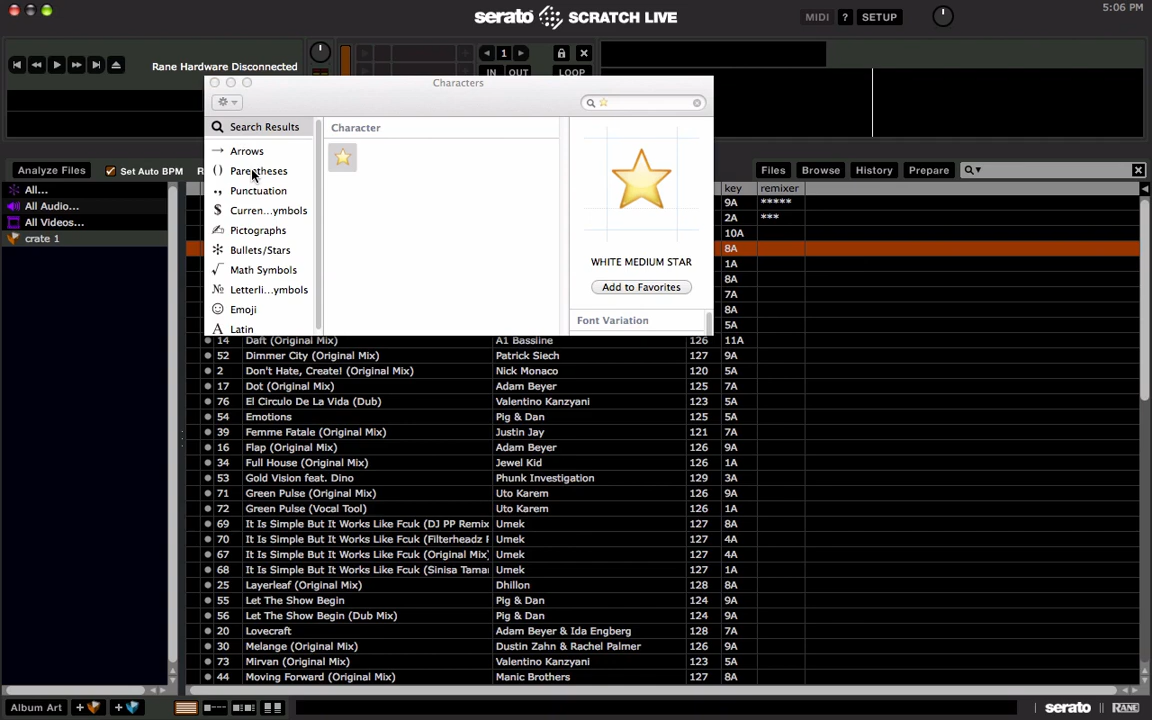 5:06 PM
serato SCRATCH LIVE
MIDI ? SETUP
Rane Hardware Disconnected
1
IN OUT LOOP
Characters
Search Results
Arrows
Parentheses
Punctuation
Curren...ymbols
Pictographs
Bullets/Stars
Math Symbols
Letterli...ymbols
Emoji
Latin
Character
WHITE MEDIUM STAR
Add to Favorites
Font Variation
Analyze Files Set Auto BPM
Files Browse History Prepare
All...
All Audio...
All Videos...
crate 1
key remixer
9A *****
2A ***
10A
8A
1A
8A
7A
8A
5A
14 Daft (Original Mix) A1 Bassline 126 11A
52 Dimmer City (Original Mix) Patrick Siech 127 9A
2 Don't Hate, Create! (Original Mix) Nick Monaco 120 5A
17 Dot (Original Mix) Adam Beyer 125 7A
76 El Circulo De La Vida (Dub) Valentino Kanzyani 123 5A
54 Emotions Pig & Dan 125 5A
39 Femme Fatale (Original Mix) Justin Jay 121 7A
16 Flap (Original Mix) Adam Beyer 126 9A
34 Full House (Original Mix) Jewel Kid 126 1A
53 Gold Vision feat. Dino Phunk Investigation 129 3A
71 Green Pulse (Original Mix) Uto Karem 126 9A
72 Green Pulse (Vocal Tool) Uto Karem 126 1A
69 It Is Simple But It Works Like Fcuk (DJ PP Remix Umek 127 8A
70 It Is Simple But It Works Like Fcuk (Filterheadz Umek 127 4A
67 It Is Simple But It Works Like Fcuk (Original Mix) Umek 127 4A
68 It Is Simple But It Works Like Fcuk (Sinisa Tamar Umek 127 1A
25 Layerleaf (Original Mix) Dhillon 128 8A
55 Let The Show Begin Pig & Dan 124 9A
56 Let The Show Begin (Dub Mix) Pig & Dan 124 9A
20 Lovecraft Adam Beyer & Ida Engberg 128 7A
30 Melange (Original Mix) Dustin Zahn & Rachel Palmer 126 9A
73 Mirvan (Original Mix) Valentino Kanzyani 123 5A
44 Moving Forward (Original Mix) Manic Brothers 127 8A
Album Art
serato RANE